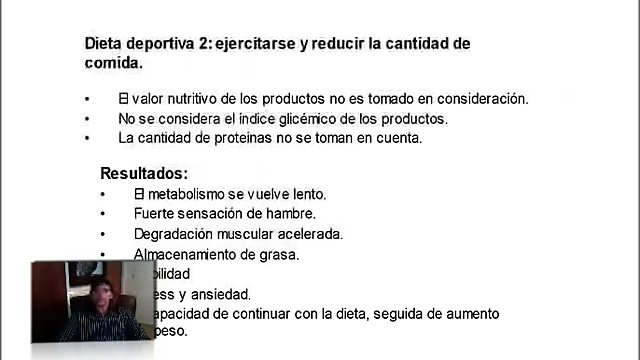 Dieta deportiva 2: ejercitarse y reducir la cantidad de
comida.
• El valor nutritivo de los productos no es tomado en consideración.
• No se considera el índice glicémico de los productos.
• La cantidad de proteínas no se toman en cuenta.
Resultados:
• El metabolismo se vuelve lento.
• Fuerte sensación de hambre.
• Degradación muscular acelerada.
• Almacenamiento de grasa.
bilidad
ess y ansiedad.
apacidad de continuar con la dieta, seguida de aumento
peso.